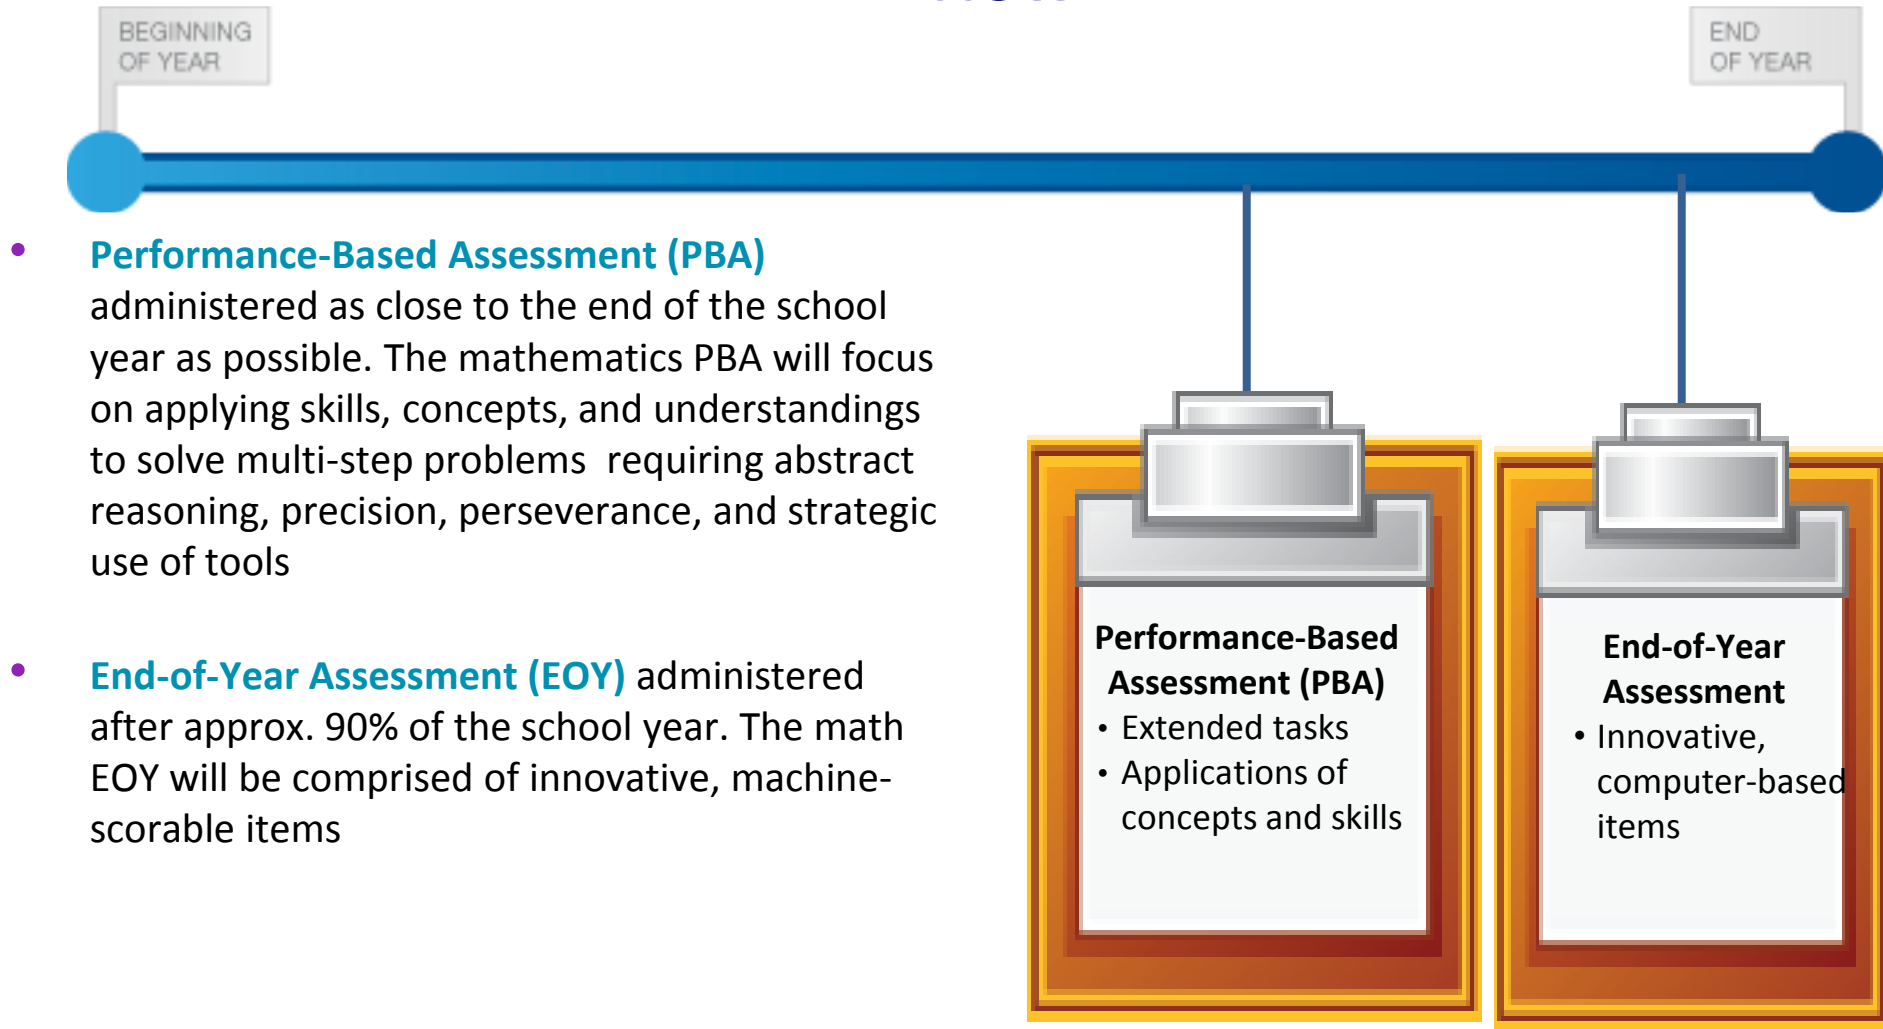 BEGINNING
OF YEAR
END
OF YEAR
• Performance-Based Assessment (PBA)
administered as close to the end of the school
year as possible. The mathematics PBA will focus
on applying skills, concepts, and understandings
to solve multi-step problems  requiring abstract
reasoning, precision, perseverance, and strategic
use of tools
• End-of-Year Assessment (EOY) administered
after approx. 90% of the school year. The math
EOY will be comprised of innovative, machine-
scorable items
Performance-Based
Assessment (PBA)
• Extended tasks
• Applications of
concepts and skills
End-of-Year
Assessment
• Innovative,
computer-based
items